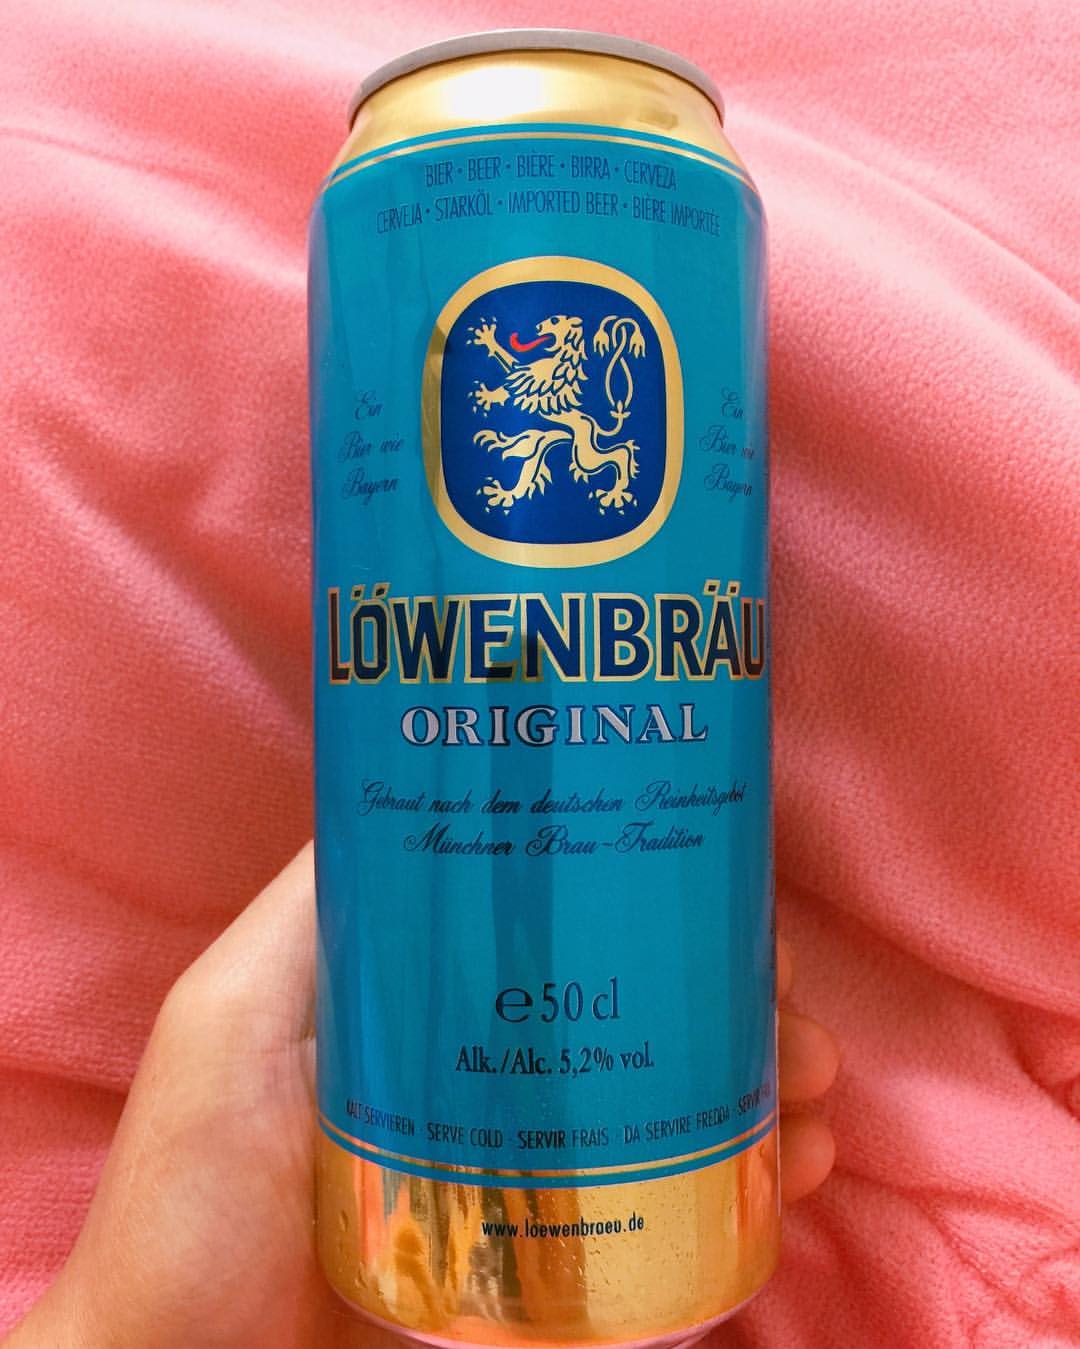 BIER · BEER · BIÈRE · BIRRA · CERVEZA
CERVEJA · STARKÖL · IMPORTED BEER · BIÈRE IMPORTÉE
Ein
Bier wie
Bayern
Ein
Bier wie
Bayern
LÖWENBRÄU
ORIGINAL
Gebraut nach dem deutschen Reinheitsgebot
Münchner Brau-Tradition
℮ 50 cl
Alk./Alc. 5,2% vol.
KALT SERVIEREN · SERVE COLD · SERVIR FRAIS · DA SERVIRE FREDDA · SERVIR
www.loewenbraeu.de